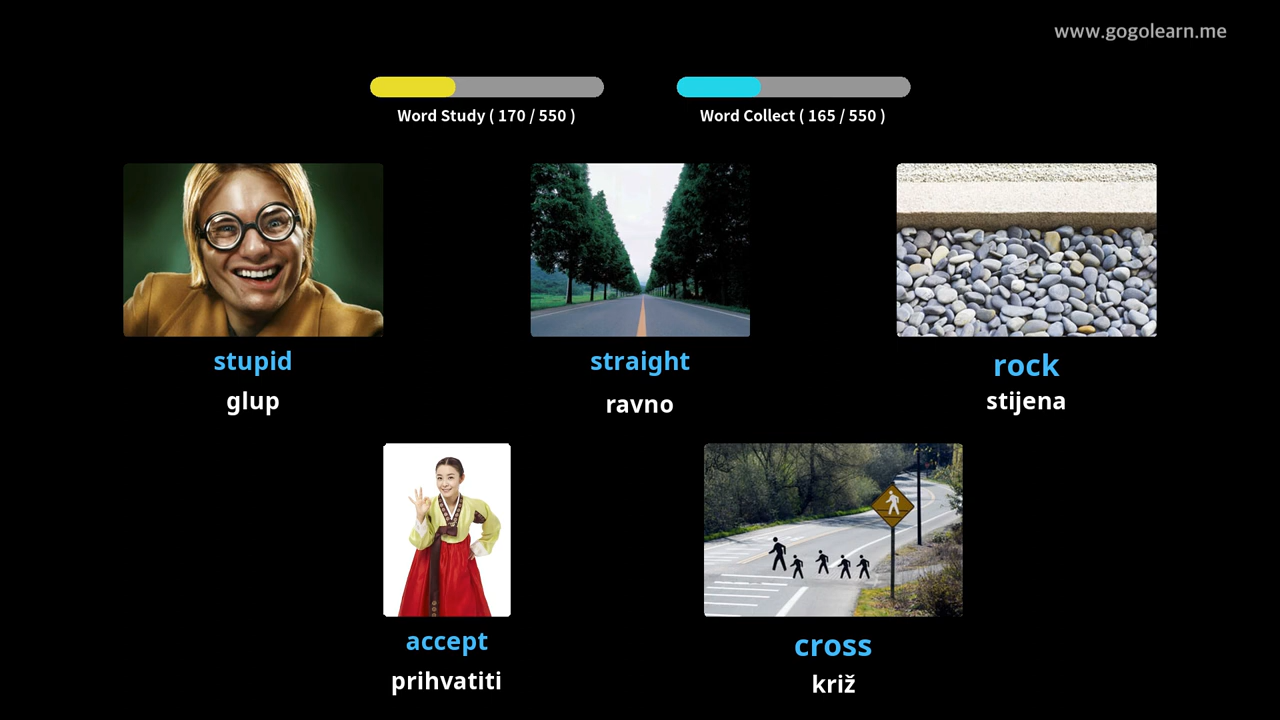 www.gogolearn.me
Word Study ( 170 / 550 )
Word Collect ( 165 / 550 )
stupid
straight
rock
glup
ravno
stijena
accept
cross
prihvatiti
križ